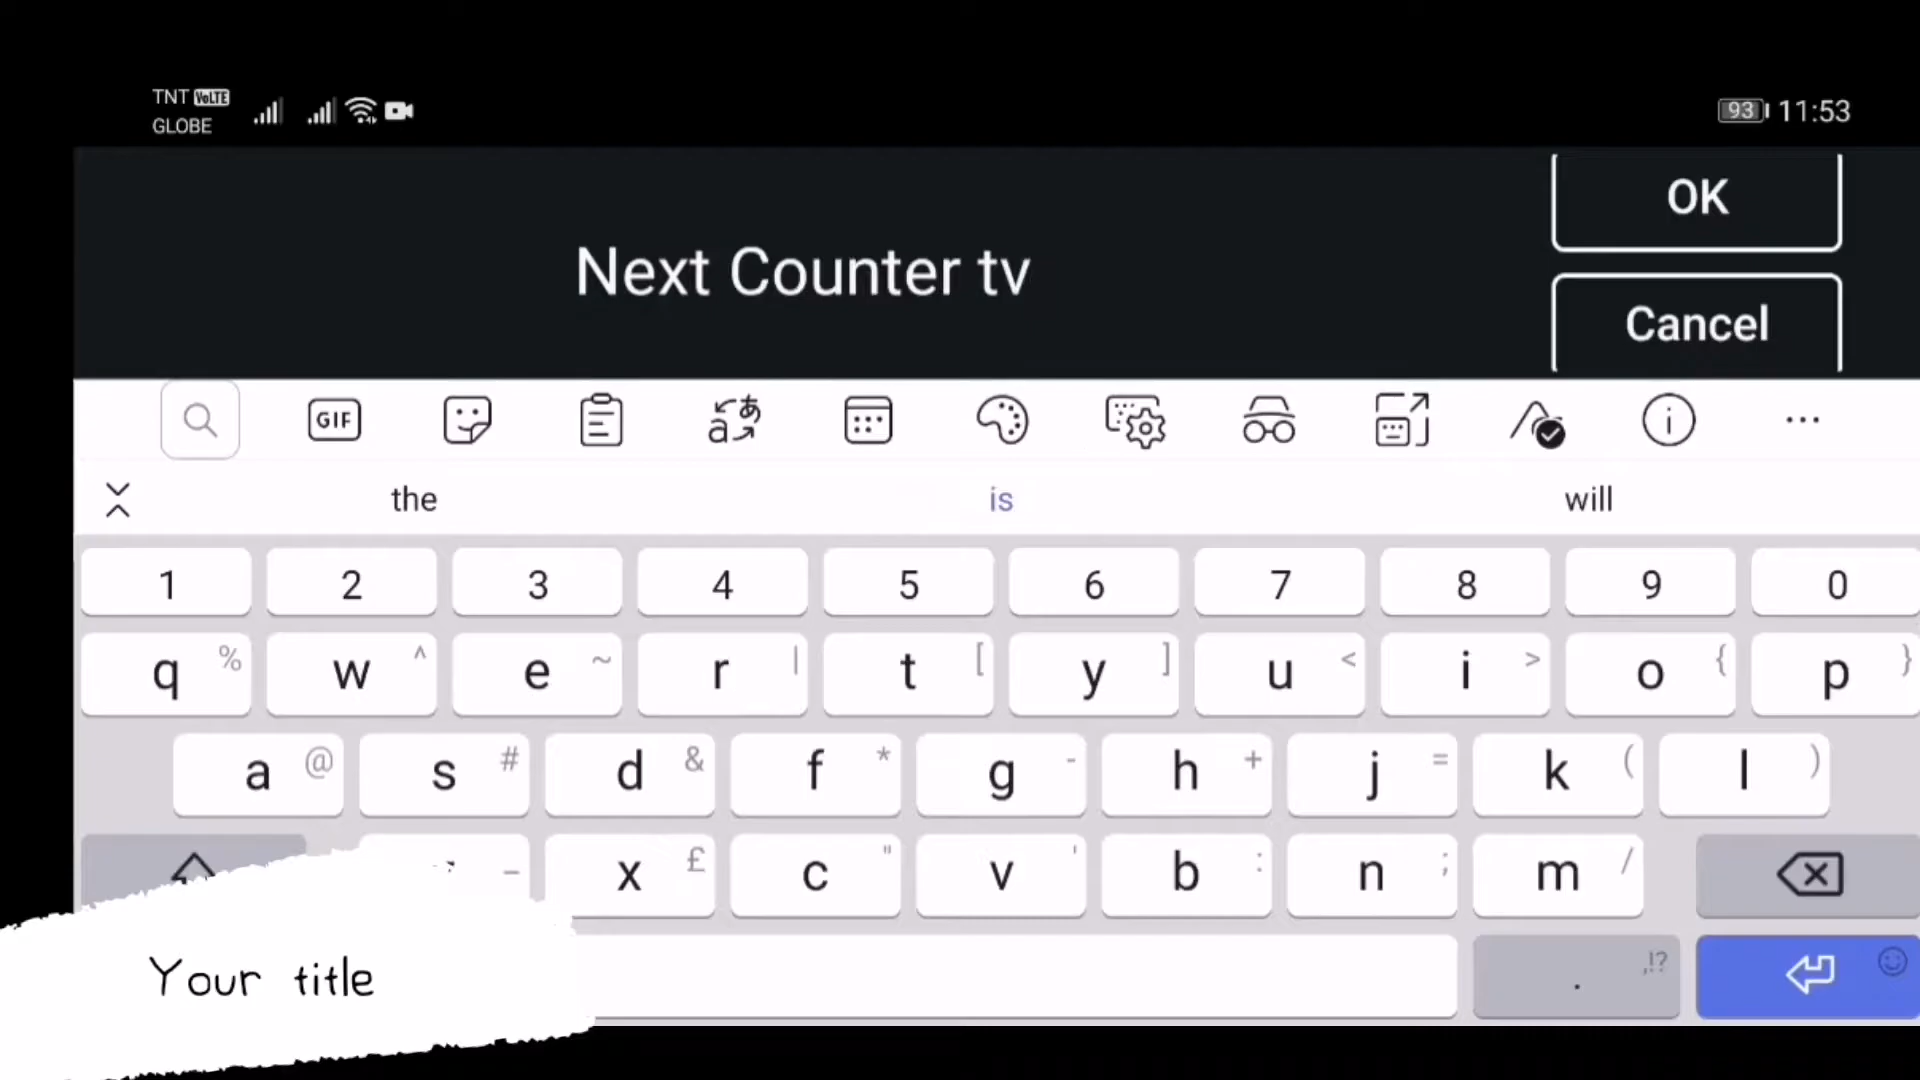 TNT VoLTE
GLOBE
93 11:53
OK
Next Counter tv
Cancel
GIF
the is will
1 2 3 4 5 6 7 8 9 0
q % w ^ e ~ r | t [ y ] u < i > o { p }
a @ s # d & f * g - h + j = k ( l )
_ x £ c " v ' b : n ; m /
Your title
. ,!?